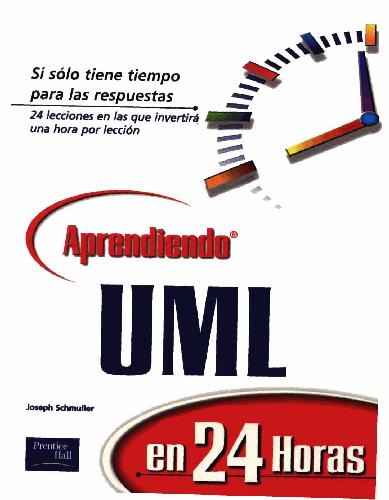 Sí sólo tiene tiempo
para las respuestas
24 lecciones en las que invertirá
una hora por lección
Aprendiendo®
UML
Joseph Schmuller
Prentice
Hall
en 24 Horas